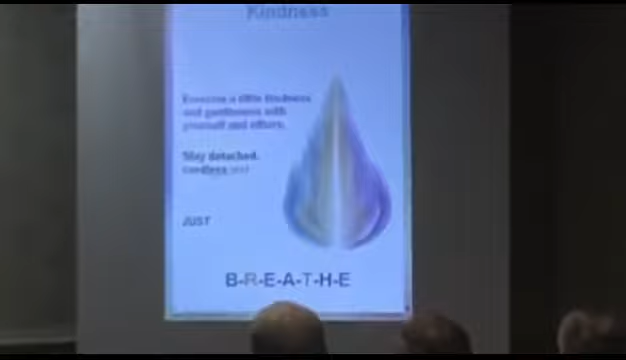 Kindness
Exercise a little kindness
and gentleness with
yourself and others.
Stay detached.
JUST
B-R-E-A-T-H-E